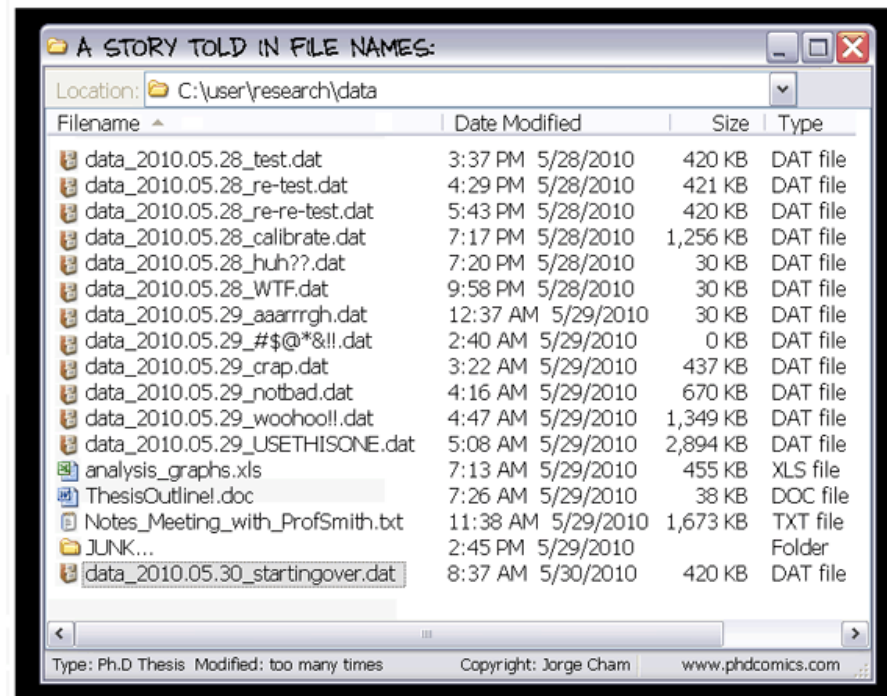 A STORY TOLD IN FILE NAMES:
Location: C:\user\research\data
Filename Date Modified Size Type
data_2010.05.28_test.dat 3:37 PM 5/28/2010 420 KB DAT file
data_2010.05.28_re-test.dat 4:29 PM 5/28/2010 421 KB DAT file
data_2010.05.28_re-re-test.dat 5:43 PM 5/28/2010 420 KB DAT file
data_2010.05.28_calibrate.dat 7:17 PM 5/28/2010 1,256 KB DAT file
data_2010.05.28_huh??.dat 7:20 PM 5/28/2010 30 KB DAT file
data_2010.05.28_WTF.dat 9:58 PM 5/28/2010 30 KB DAT file
data_2010.05.29_aaarrrgh.dat 12:37 AM 5/29/2010 30 KB DAT file
data_2010.05.29_#$@*&!!.dat 2:40 AM 5/29/2010 0 KB DAT file
data_2010.05.29_crap.dat 3:22 AM 5/29/2010 437 KB DAT file
data_2010.05.29_notbad.dat 4:16 AM 5/29/2010 670 KB DAT file
data_2010.05.29_woohoo!!.dat 4:47 AM 5/29/2010 1,349 KB DAT file
data_2010.05.29_USETHISONE.dat 5:08 AM 5/29/2010 2,894 KB DAT file
analysis_graphs.xls 7:13 AM 5/29/2010 455 KB XLS file
ThesisOutline!.doc 7:26 AM 5/29/2010 38 KB DOC file
Notes_Meeting_with_ProfSmith.txt 11:38 AM 5/29/2010 1,673 KB TXT file
JUNK... 2:45 PM 5/29/2010 Folder
data_2010.05.30_startingover.dat 8:37 AM 5/30/2010 420 KB DAT file
Type: Ph.D Thesis Modified: too many times Copyright: Jorge Cham www.phdcomics.com